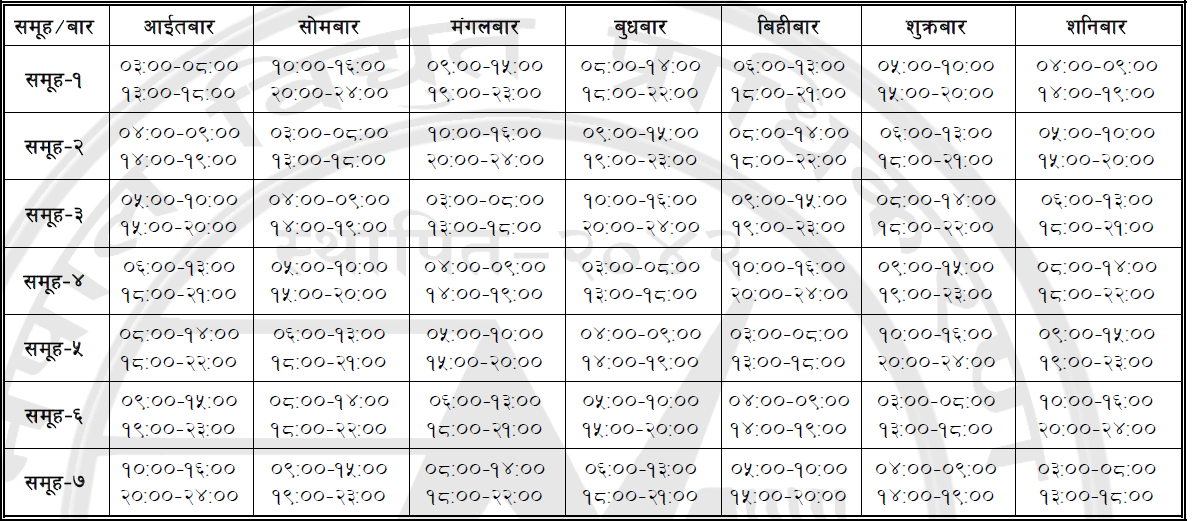 समूह/बार आईतबार सोमबार मंगलबार बुधबार बिहीबार शुक्रबार शनिबार
समूह-१ ०३:००-०८:०० १०:००-१६:०० ०९:००-१५:०० ०८:००-१४:०० ०६:००-१३:०० ०५:००-१०:०० ०४:००-०९:००
१३:००-१८:०० २०:००-२४:०० १९:००-२३:०० १८:००-२२:०० १८:००-२१:०० १५:००-२०:०० १४:००-१९:००
समूह-२ ०४:००-०९:०० ०३:००-०८:०० १०:००-१६:०० ०९:००-१५:०० ०८:००-१४:०० ०६:००-१३:०० ०५:००-१०:००
१४:००-१९:०० १३:००-१८:०० २०:००-२४:०० १९:००-२३:०० १८:००-२२:०० १८:००-२१:०० १५:००-२०:००
समूह-३ ०५:००-१०:०० ०४:००-०९:०० ०३:००-०८:०० १०:००-१६:०० ०९:००-१५:०० ०८:००-१४:०० ०६:००-१३:००
१५:००-२०:०० १४:००-१९:०० १३:००-१८:०० २०:००-२४:०० १९:००-२३:०० १८:००-२२:०० १८:००-२१:००
स्थापित-२०४२
समूह-४ ०६:००-१३:०० ०५:००-१०:०० ०४:००-०९:०० ०३:००-०८:०० १०:००-१६:०० ०९:००-१५:०० ०८:००-१४:००
१८:००-२१:०० १५:००-२०:०० १४:००-१९:०० १३:००-१८:०० २०:००-२४:०० १९:००-२३:०० १८:००-२२:००
समूह-५ ०८:००-१४:०० ०६:००-१३:०० ०५:००-१०:०० ०४:००-०९:०० ०३:००-०८:०० १०:००-१६:०० ०९:००-१५:००
१८:००-२२:०० १८:००-२१:०० १५:००-२०:०० १४:००-१९:०० १३:००-१८:०० २०:००-२४:०० १९:००-२३:००
समूह-६ ०९:००-१५:०० ०८:००-१४:०० ०६:००-१३:०० ०५:००-१०:०० ०४:००-०९:०० ०३:००-०८:०० १०:००-१६:००
१९:००-२३:०० १८:००-२२:०० १८:००-२१:०० १५:००-२०:०० १४:००-१९:०० १३:००-१८:०० २०:००-२४:००
समूह-७ १०:००-१६:०० ०९:००-१५:०० ०८:००-१४:०० ०६:००-१३:०० ०५:००-१०:०० ०४:००-०९:०० ०३:००-०८:००
२०:००-२४:०० १९:००-२३:०० १८:००-२२:०० १८:००-२१:०० १५:००-२०:०० १४:००-१९:०० १३:००-१८:००